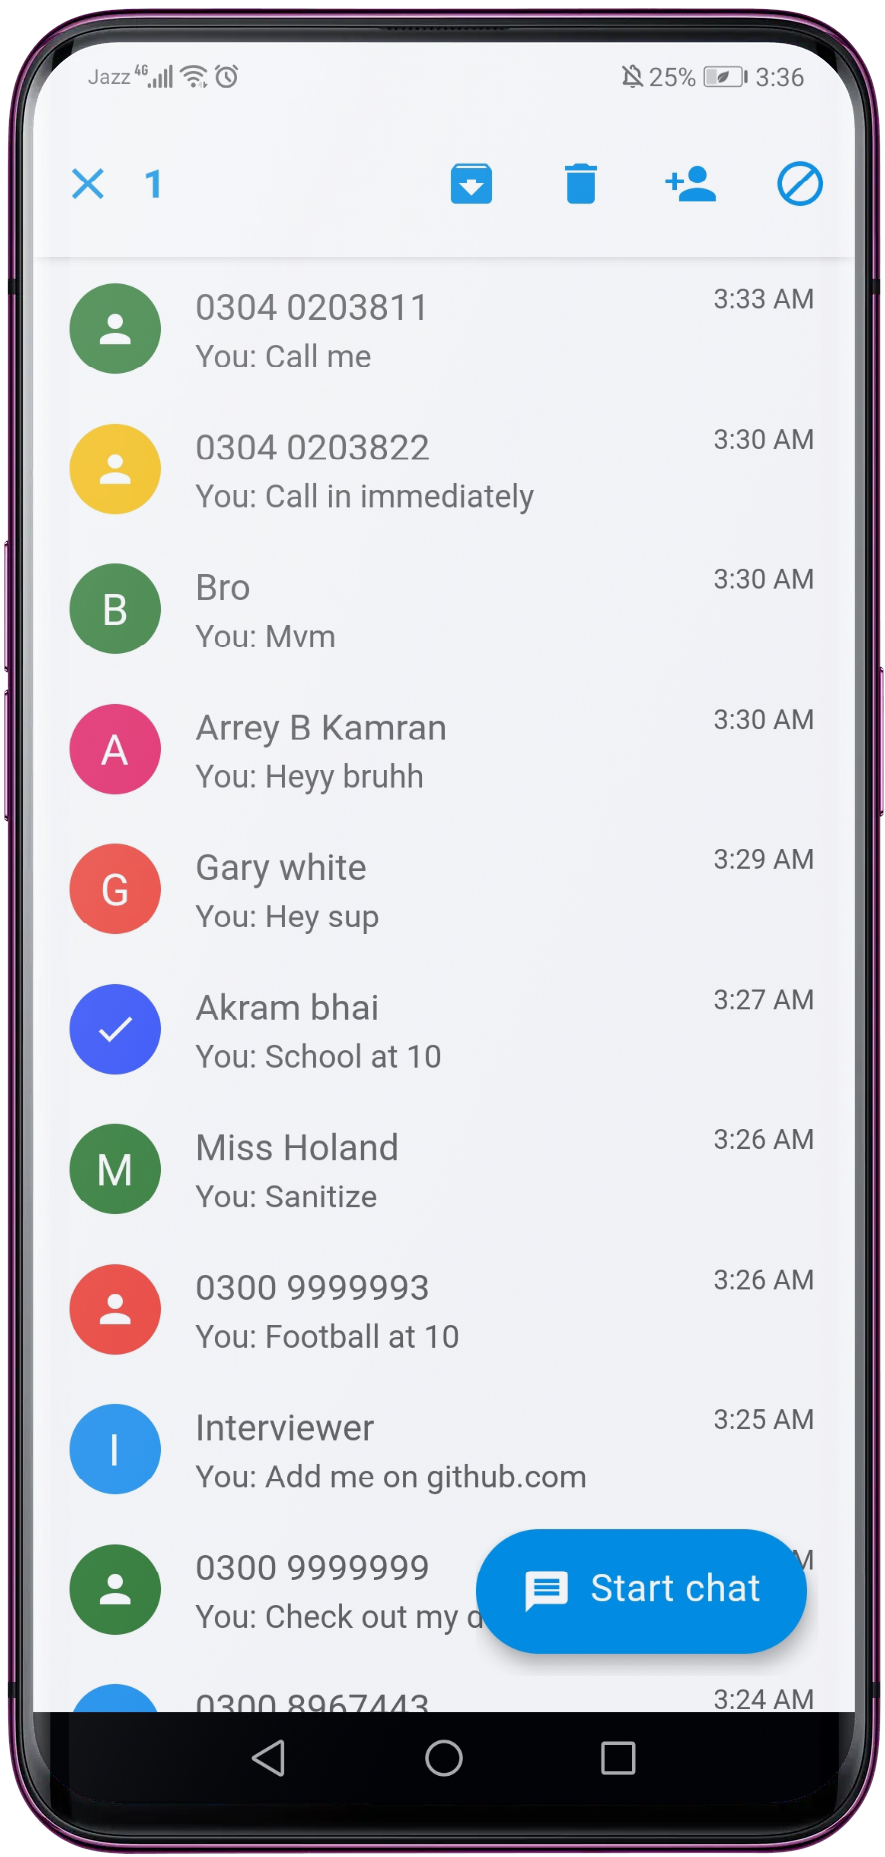 Jazz 4G 25% 3:36
1
0304 0203811 3:33 AM
You: Call me
0304 0203822 3:30 AM
You: Call in immediately
B Bro 3:30 AM
You: Mvm
A Arrey B Kamran 3:30 AM
You: Heyy bruhh
G Gary white 3:29 AM
You: Hey sup
Akram bhai 3:27 AM
You: School at 10
M Miss Holand 3:26 AM
You: Sanitize
0300 9999993 3:26 AM
You: Football at 10
I Interviewer 3:25 AM
You: Add me on github.com
0300 9999999 M
You: Check out my d
Start chat
0300 8967443 3:24 AM